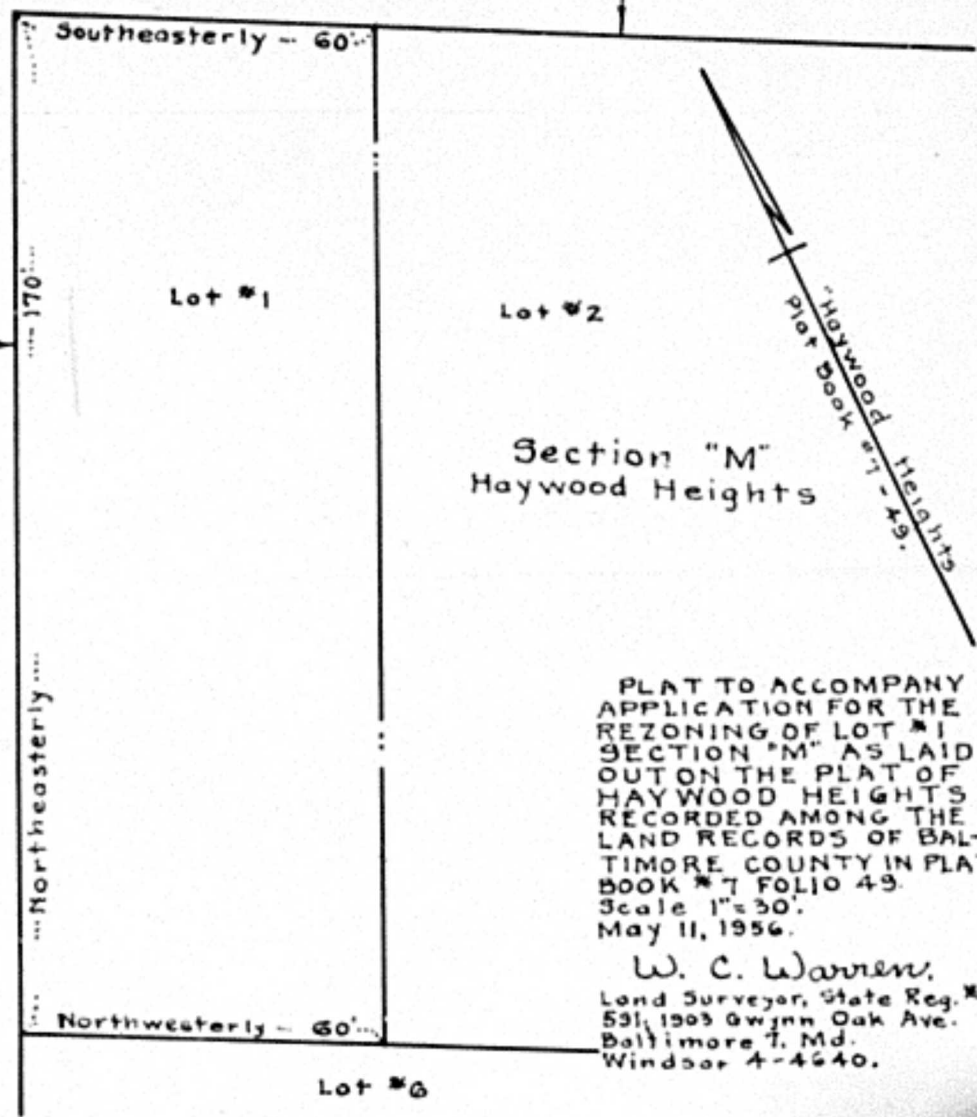 Southeasterly - 60'
170'
Lot #1
Lot #2
"Haywood Heights
Plat Book #7-49.
Section "M"
Haywood Heights
Northeasterly
PLAT TO ACCOMPANY
APPLICATION FOR THE
REZONING OF LOT #1
SECTION "M" AS LAID
OUT ON THE PLAT OF
HAYWOOD HEIGHTS
RECORDED AMONG THE
LAND RECORDS OF BAL-
TIMORE COUNTY IN PLA
BOOK #7 FOLIO 49.
Scale 1"=30'.
May 11, 1956.
W. C. Warren.
Land Surveyor, State Reg. #
531, 1903 Gwynn Oak Ave.
Baltimore 7, Md.
Windsor 4-4640.
Northwesterly - 60'
Lot #6